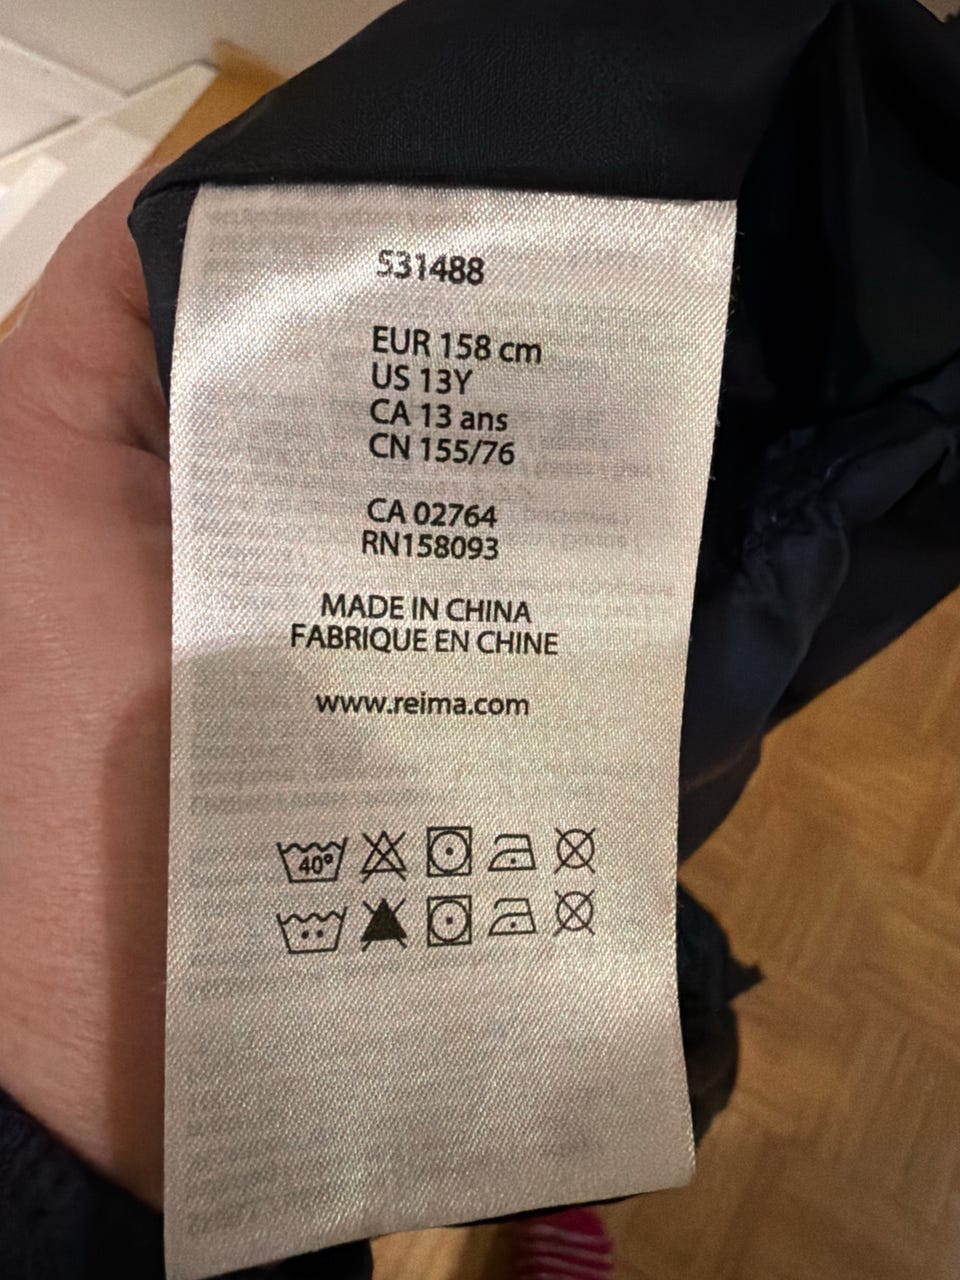 531488
EUR 158 cm
US 13Y
CA 13 ans
CN 155/76
CA 02764
RN158093
MADE IN CHINA
FABRIQUE EN CHINE
www.reima.com
40°